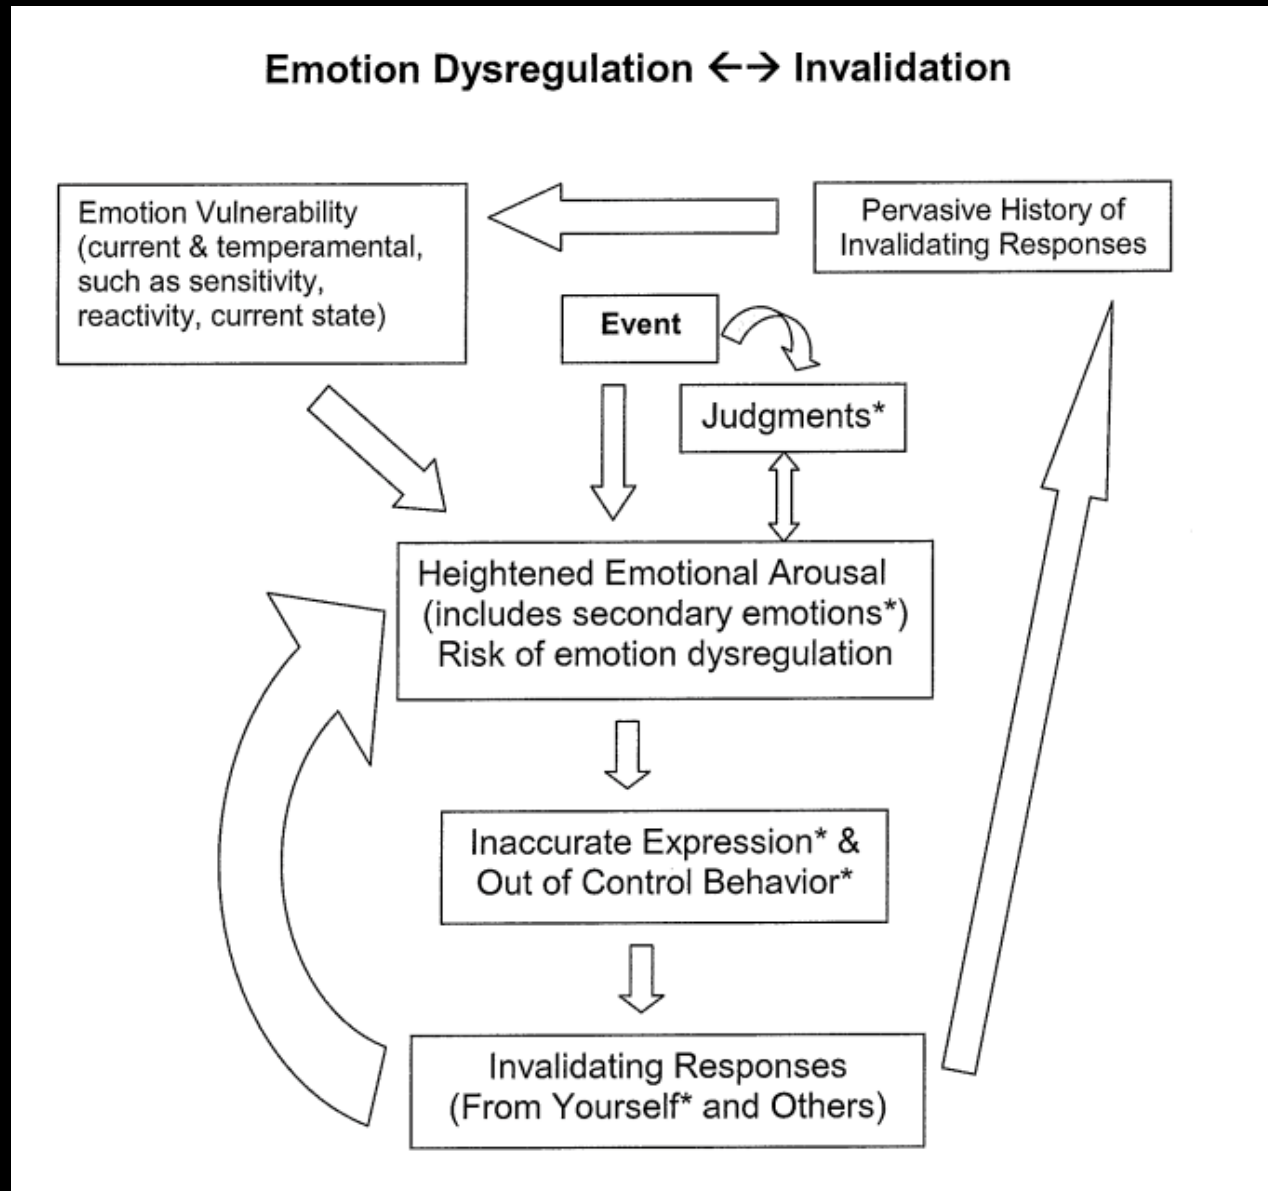 Emotion Dysregulation ←→ Invalidation
Emotion Vulnerability
(current & temperamental,
such as sensitivity,
reactivity, current state)
Pervasive History of
Invalidating Responses
Event
Judgments*
Heightened Emotional Arousal
(includes secondary emotions*)
Risk of emotion dysregulation
Inaccurate Expression* &
Out of Control Behavior*
Invalidating Responses
(From Yourself* and Others)